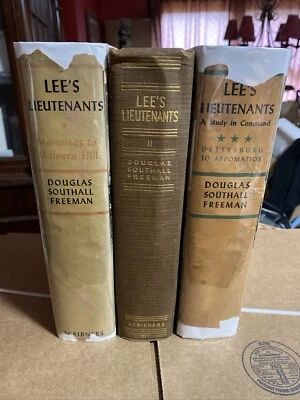 LEE'S
LIEUTENANTS
Manassas to
Malvern Hill
DOUGLAS
SOUTHALL
FREEMAN
SCRIBNERS
LEE'S
LIEUTENANTS
II
DOUGLAS
SOUTHALL
FREEMAN
SCRIBNERS
LEE'S
LIEUTENANTS
A Study in Command
★ ★ ★
GETTYSBURG
TO APPOMATTOX
DOUGLAS
SOUTHALL
FREEMAN